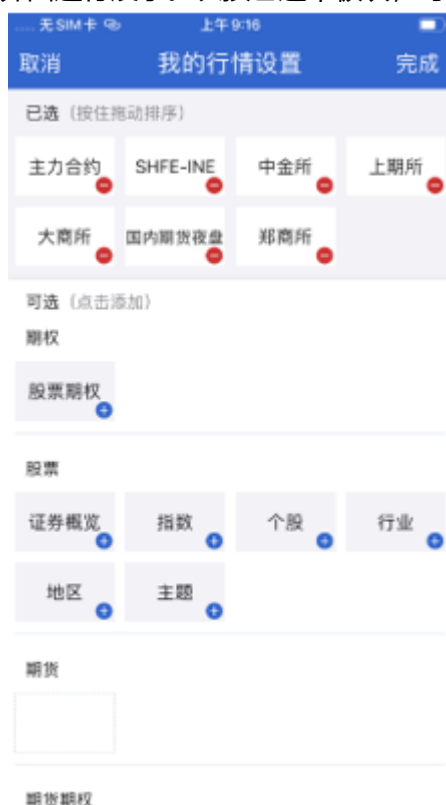 无SIM卡 上午9:16
取消 我的行情设置 完成
已选（按住拖动排序）
主力合约 SHFE-INE 中金所 上期所
大商所 国内期货夜盘 郑商所
可选（点击添加）
期权
股票期权
股票
证券概览 指数 个股 行业
地区 主题
期货
期货期权